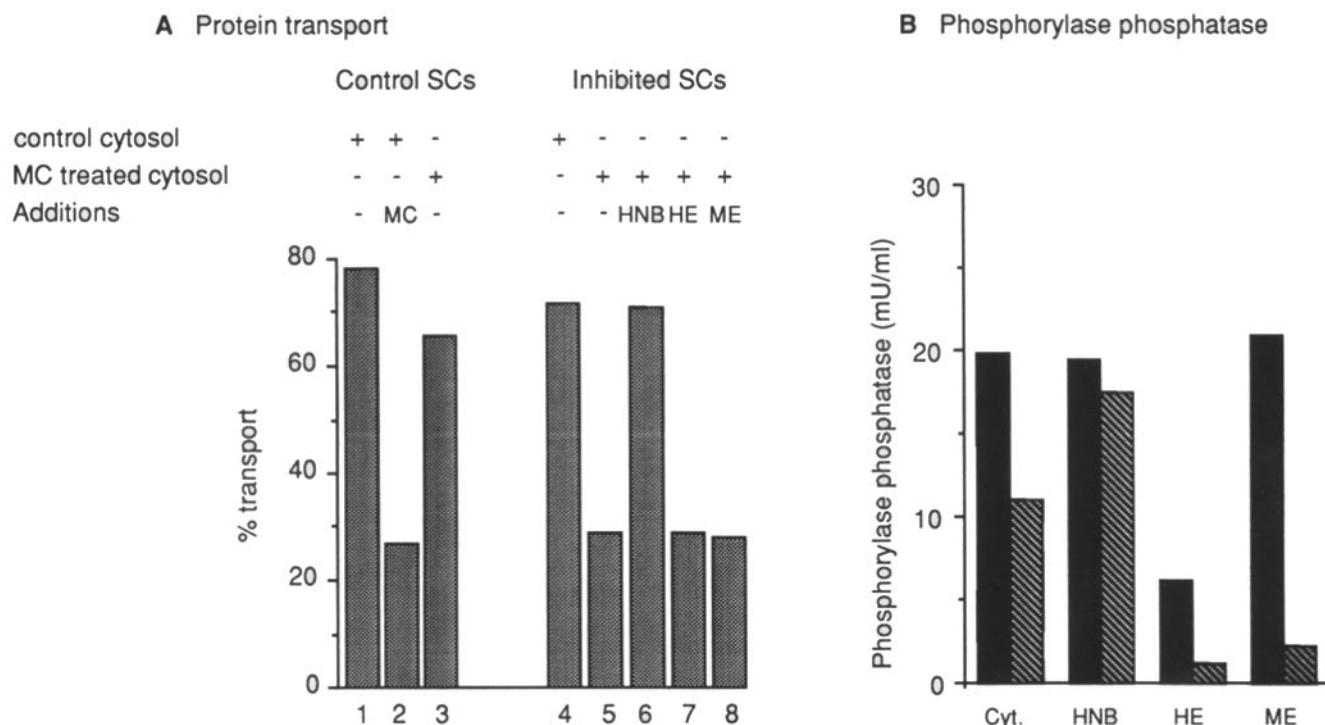 A Protein transport
Control SCs Inhibited SCs
control cytosol + + - + - - - -
MC treated cytosol - - + - + + + +
Additions - MC - - - HNB HE ME
% transport
80
60
40
20
0
1 2 3 4 5 6 7 8
B Phosphorylase phosphatase
Phosphorylase phosphatase (mU/ml)
30
20
10
0
Cyt. HNB HE ME